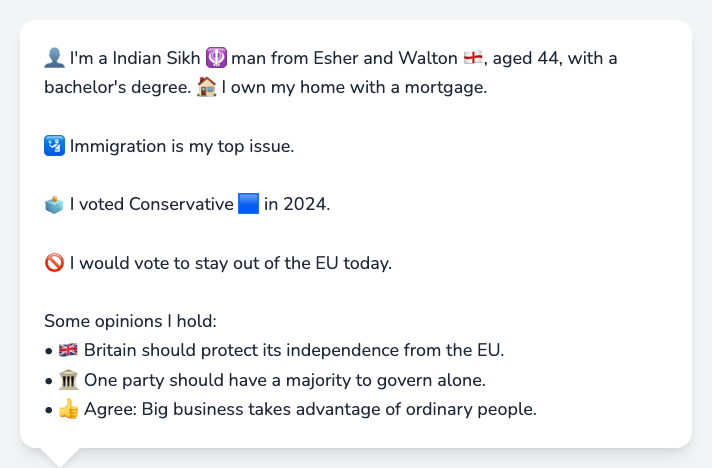 👤 I'm a Indian Sikh 🪯 man from Esher and Walton 🏴󠁧󠁢󠁥󠁮󠁧󠁿, aged 44, with a
bachelor's degree. 🏠 I own my home with a mortgage.
🛂 Immigration is my top issue.
🗳️ I voted Conservative 🟦 in 2024.
🚫 I would vote to stay out of the EU today.
Some opinions I hold:
• 🇬🇧 Britain should protect its independence from the EU.
• 🏛️ One party should have a majority to govern alone.
• 👍 Agree: Big business takes advantage of ordinary people.